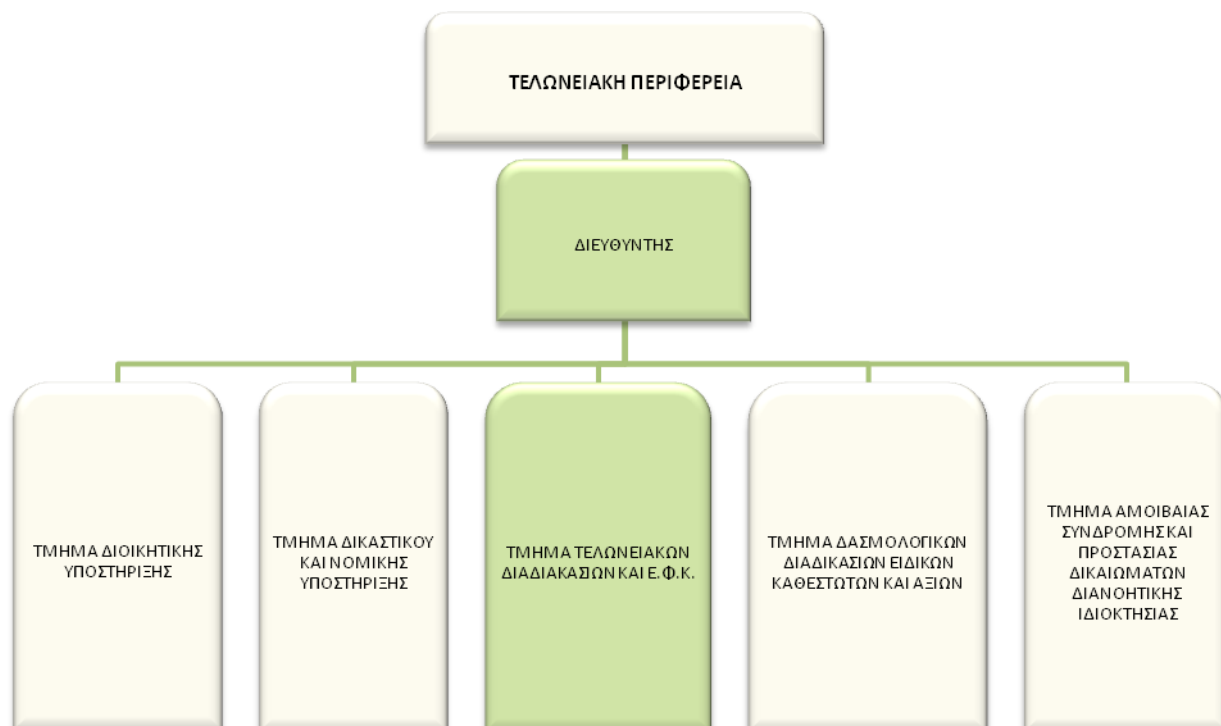 ΤΕΛΩΝΕΙΑΚΗ ΠΕΡΙΦΕΡΕΙΑ
ΔΙΕΥΘΥΝΤΗΣ
ΤΜΗΜΑ ΔΙΟΙΚΗΤΙΚΗΣ
ΥΠΟΣΤΗΡΙΞΗΣ
ΤΜΗΜΑ ΔΙΚΑΣΤΙΚΟΥ
ΚΑΙ ΝΟΜΙΚΗΣ
ΥΠΟΣΤΗΡΙΞΗΣ
ΤΜΗΜΑ ΤΕΛΩΝΕΙΑΚΩΝ
ΔΙΑΔΙΑΚΑΣΙΩΝ ΚΑΙ Ε.Φ.Κ.
ΤΜΗΜΑ ΔΑΣΜΟΛΟΓΙΚΩΝ
ΔΙΑΔΙΚΑΣΙΩΝ ΕΙΔΙΚΩΝ
ΚΑΘΕΣΤΩΤΩΝ ΚΑΙ ΑΞΙΩΝ
ΤΜΗΜΑ ΑΜΟΙΒΑΙΑΣ
ΣΥΝΔΡΟΜΗΣ ΚΑΙ
ΠΡΟΣΤΑΣΙΑΣ
ΔΙΚΑΙΩΜΑΤΩΝ
ΔΙΑΝΟΗΤΙΚΗΣ
ΙΔΙΟΚΤΗΣΙΑΣ